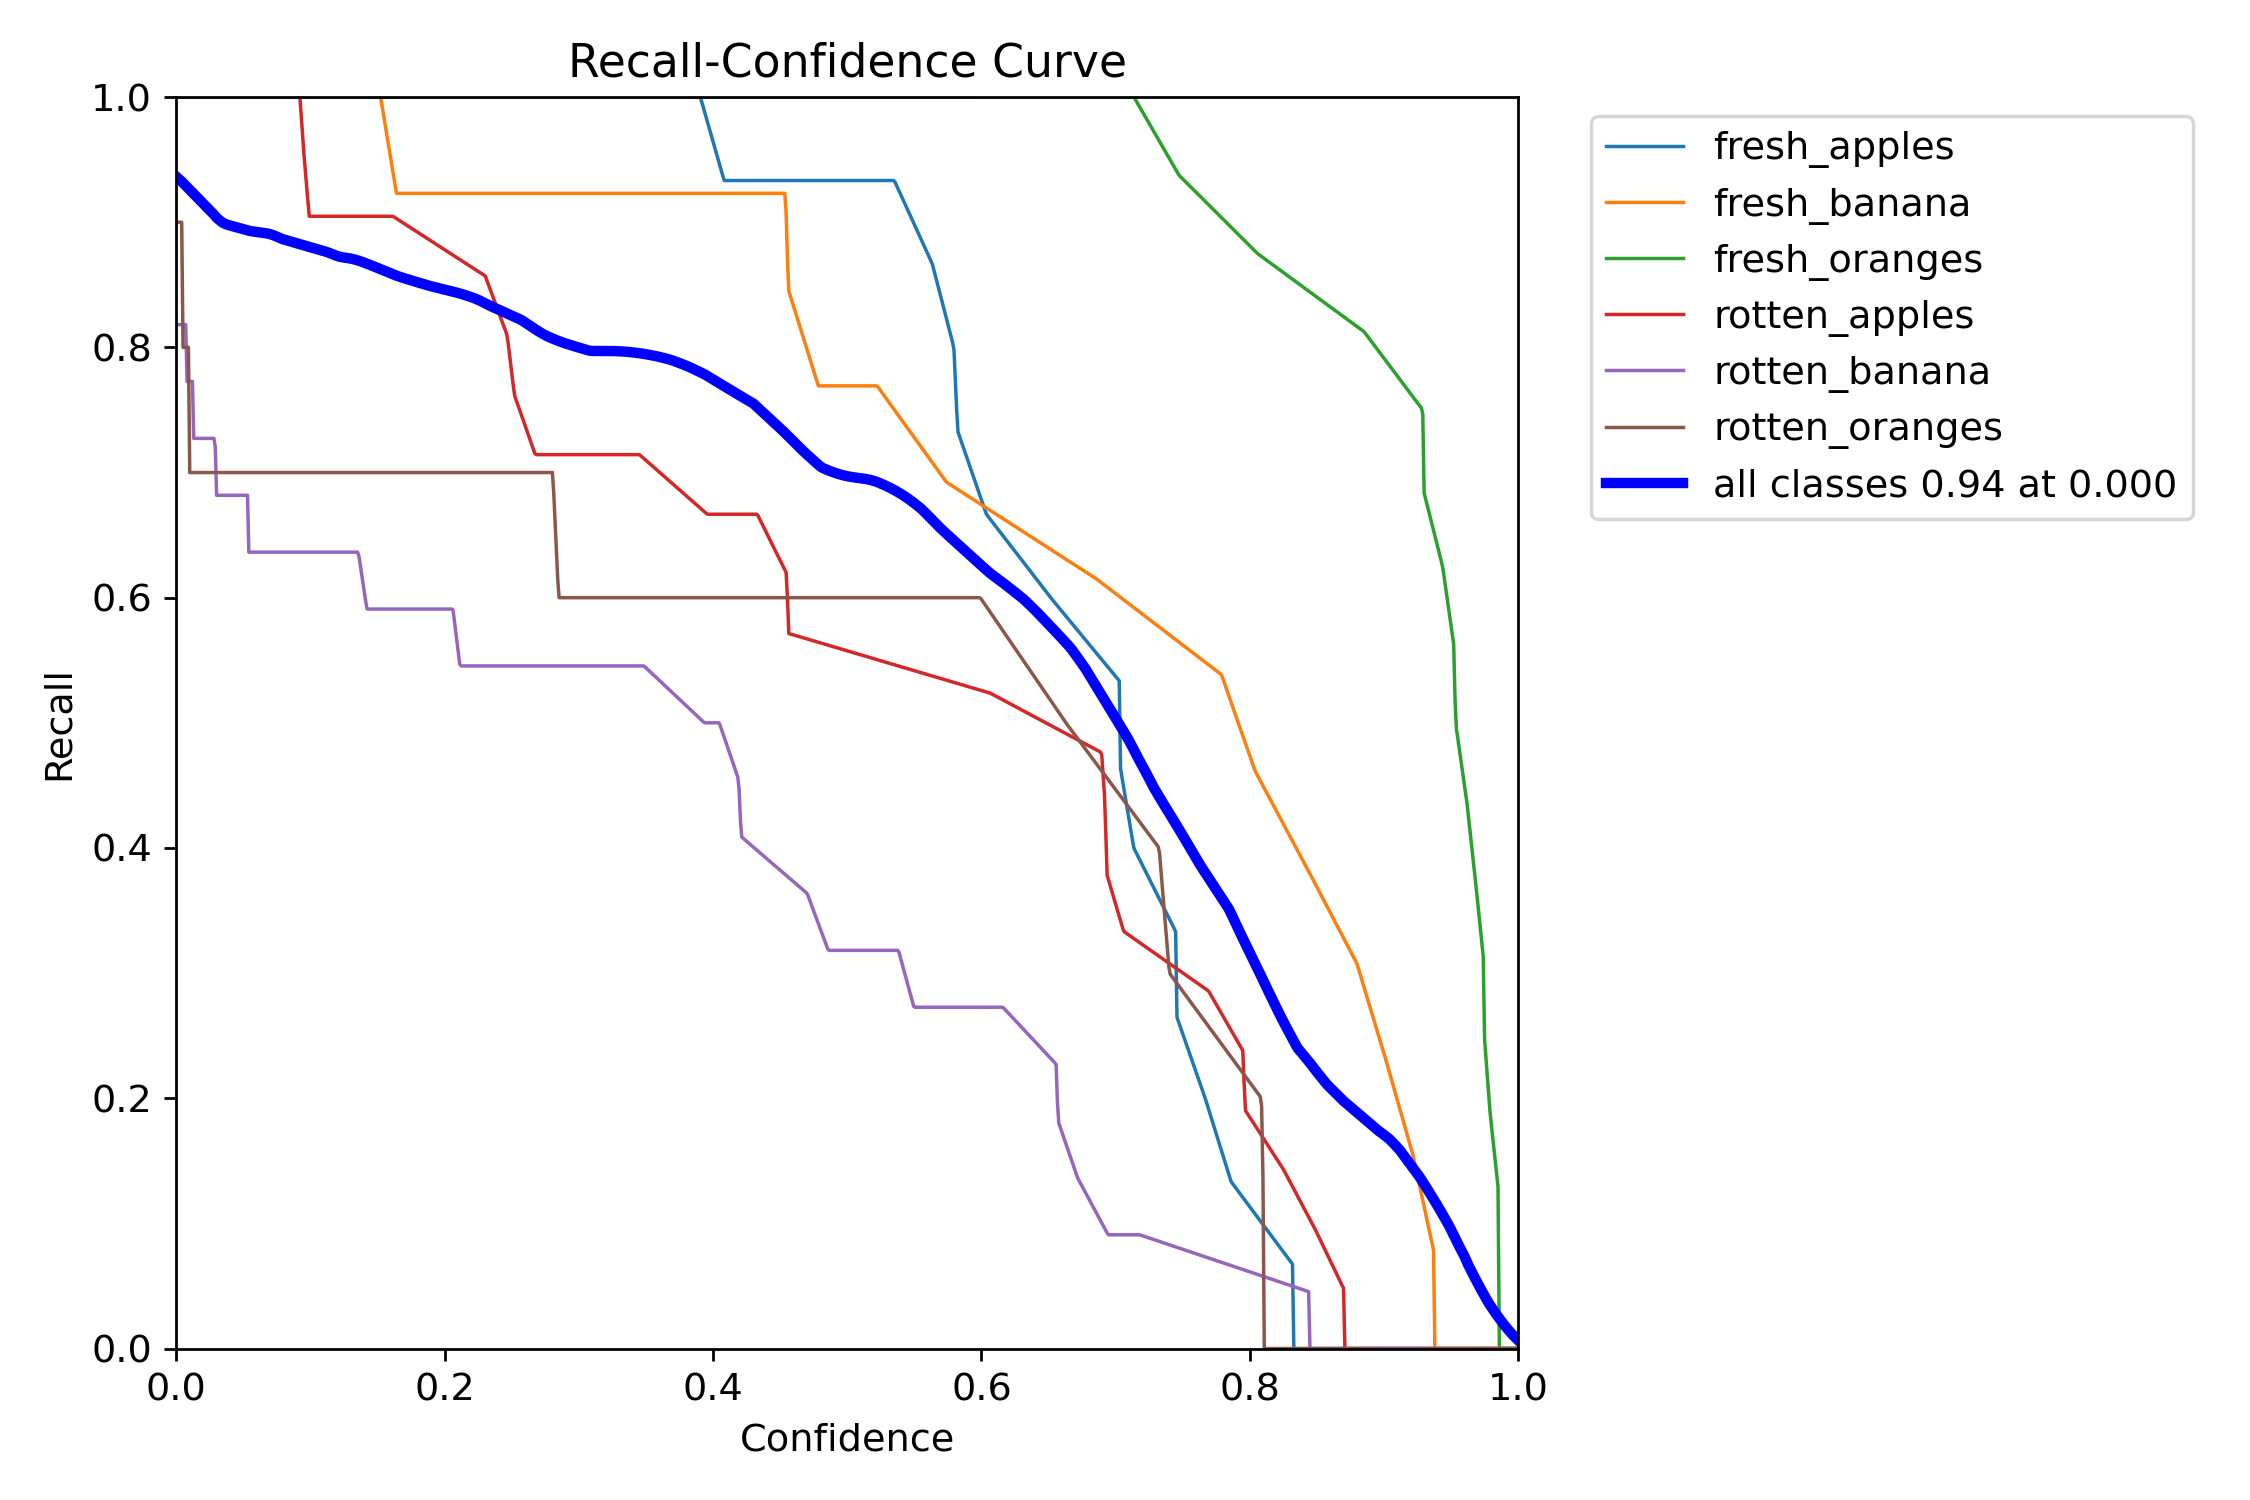 Recall-Confidence Curve
1.0
0.8
0.6
0.4
0.2
0.0
Recall
0.0 0.2 0.4 0.6 0.8 1.0
Confidence
fresh_apples
fresh_banana
fresh_oranges
rotten_apples
rotten_banana
rotten_oranges
all classes 0.94 at 0.000